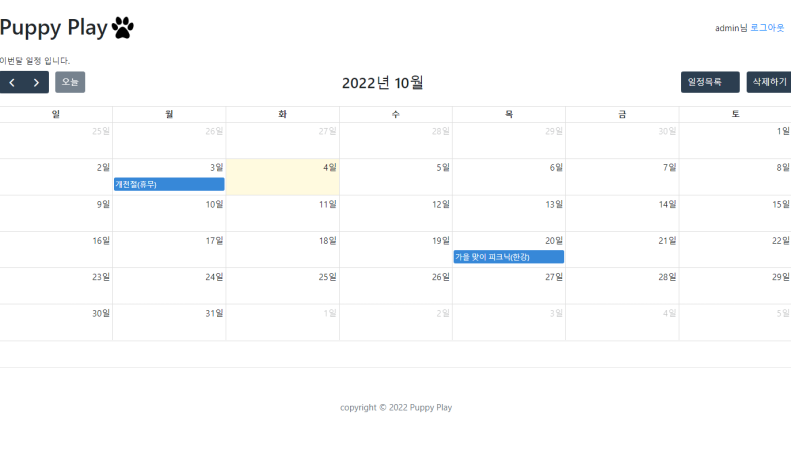 Puppy Play
admin님 로그아웃
이번달 일정 입니다.
오늘
2022년 10월
일정목록 삭제하기
일 월 화 수 목 금 토
25일 26일 27일 28일 29일 30일 1일
2일 3일 4일 5일 6일 7일 8일
개천절(휴무)
9일 10일 11일 12일 13일 14일 15일
16일 17일 18일 19일 20일 21일 22일
가을 맞이 피크닉(한강)
23일 24일 25일 26일 27일 28일 29일
30일 31일 1일 2일 3일 4일 5일
copyright © 2022 Puppy Play